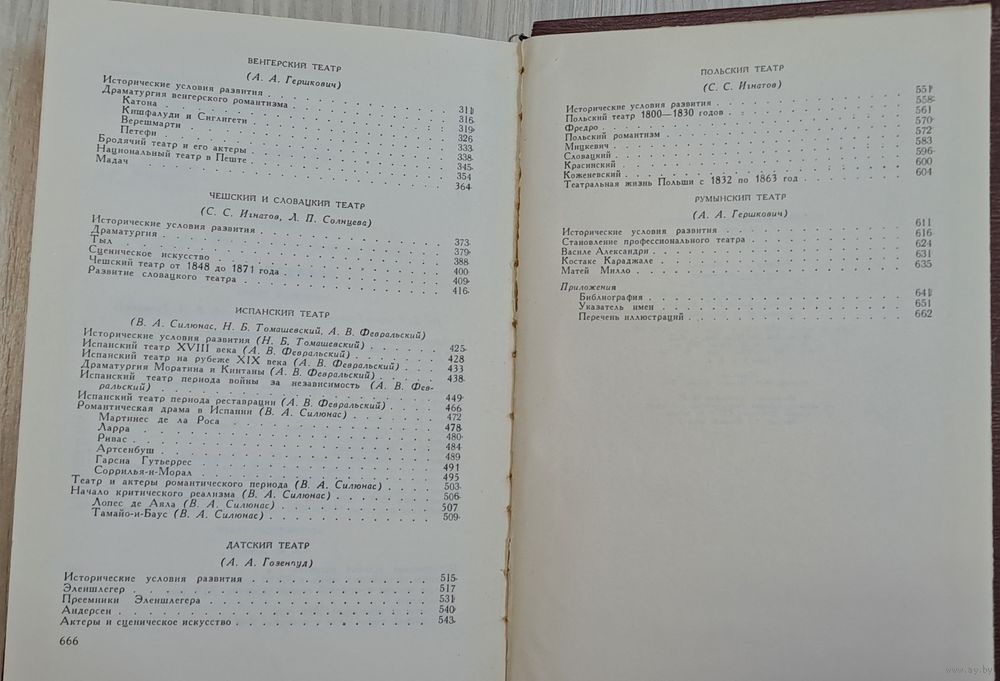 ВЕНГЕРСКИЙ ТЕАТР
(А. А. Гершкович)
Исторические условия развития . . . . . . . . . . 311
Драматургия венгерского романтизма . . . . . . . . . . 316
Катона . . . . . . . . . . 319
Кишфалуди и Сиглигети . . . . . . . . . . 326
Верешмарти . . . . . . . . . . 333
Петефи . . . . . . . . . . 338
Бродячий театр и его актеры . . . . . . . . . . 345
Национальный театр в Пеште . . . . . . . . . . 354
Мадач . . . . . . . . . . 364
ЧЕШСКИЙ И СЛОВАЦКИЙ ТЕАТР
(С. С. Игнатов, Л. П. Солнцева)
Исторические условия развития . . . . . . . . . . 373
Драматургия . . . . . . . . . . 379
Тыл . . . . . . . . . . 388
Сценическое искусство . . . . . . . . . . 400
Чешский театр от 1848 до 1871 года . . . . . . . . . . 409
Развитие словацкого театра . . . . . . . . . . 416
ИСПАНСКИЙ ТЕАТР
(В. А. Силюнас, Н. Б. Томашевский, А. В. Февральский)
Исторические условия развития (Н. Б. Томашевский) . . . . . 425
Испанский театр XVIII века (А. В. Февральский) . . . . . 428
Испанский театр на рубеже XIX века (А. В. Февральский) . . . 433
Драматургия Моратина и Кинтаны (А. В. Февральский) . . . . 438
Испанский театр периода войны за независимость (А. В. Фев-
ральский) . . . . . . . . . . 449
Испанский театр периода реставрации (А. В. Февральский) . . . 466
Романтическая драма в Испании (В. А. Силюнас) . . . . . 472
Мартинес де ла Роса . . . . . . . . . . 478
Ларра . . . . . . . . . . 480
Ривас . . . . . . . . . . 484
Артсенбуш . . . . . . . . . . 489
Гарсиа Гутьеррес . . . . . . . . . . 491
Соррилья-и-Морал . . . . . . . . . . 495
Театр и актеры романтического периода (В. А. Силюнас) . . . . 503
Начало критического реализма (В. А. Силюнас) . . . . . 506
Лопес де Аяла (В. А. Силюнас) . . . . . . . . 507
Тамайо-и-Баус (В. А. Силюнас) . . . . . . . . 509
ДАТСКИЙ ТЕАТР
(А. А. Гозенпуд)
Исторические условия развития . . . . . . . . . . 515
Эленшлегер . . . . . . . . . . 517
Преемники Эленшлегера . . . . . . . . . . 531
Андерсен . . . . . . . . . . 540
Актеры и сценическое искусство . . . . . . . . . . 543
666
ПОЛЬСКИЙ ТЕАТР
(С. С. Игнатов)
Исторические условия развития . . . . . . . . . . 551
Польский театр 1800—1830 годов . . . . . . . . . . 558
Фредро . . . . . . . . . . 561
Польский романтизм . . . . . . . . . . 570
Мицкевич . . . . . . . . . . 572
Словацкий . . . . . . . . . . 583
Красинский . . . . . . . . . . 596
Коженевский . . . . . . . . . . 600
Театральная жизнь Польши с 1832 по 1863 год . . . . . 604
РУМЫНСКИЙ ТЕАТР
(А. А. Гершкович)
Исторические условия развития . . . . . . . . . . 611
Становление профессионального театра . . . . . . . . 616
Василе Александри . . . . . . . . . . 624
Костаке Караджале . . . . . . . . . . 631
Матей Милло . . . . . . . . . . 635
Приложения
Библиография . . . . . . . . . . 641
Указатель имен . . . . . . . . . . 651
Перечень иллюстраций . . . . . . . . . . 662
www.ay.by